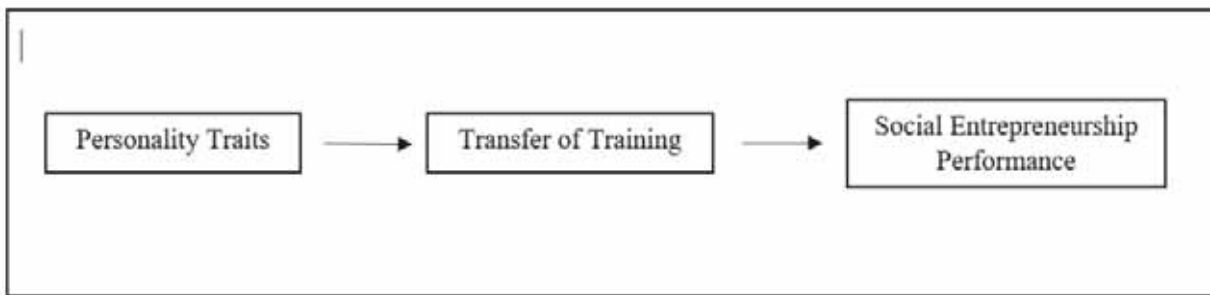 Personality Traits
Transfer of Training
Social Entrepreneurship
Performance